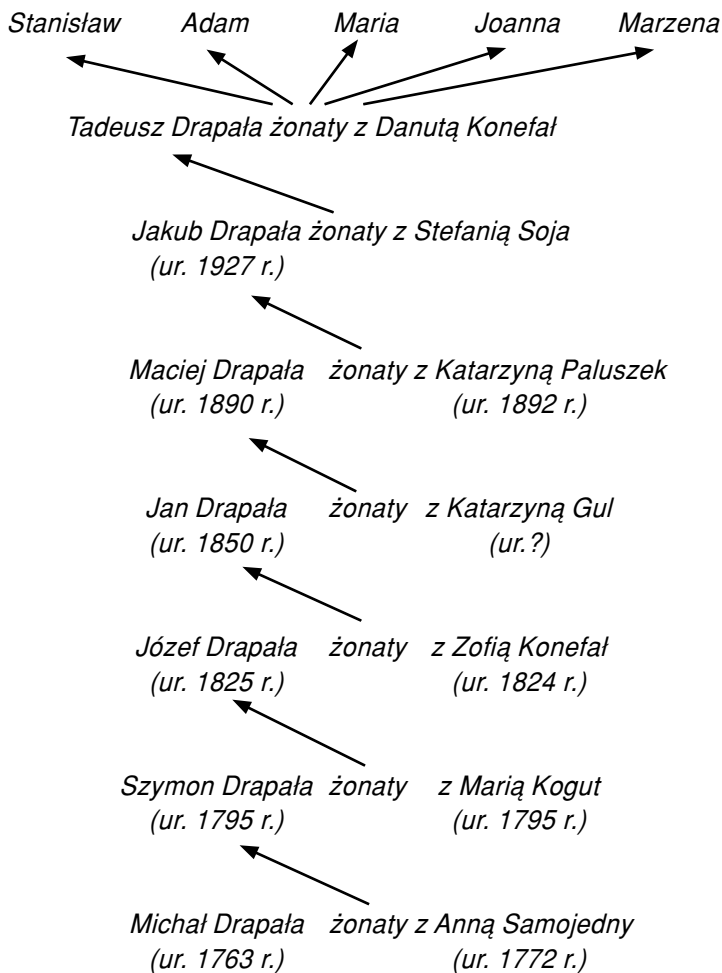 Stanisław Adam Maria Joanna Marzena
Tadeusz Drapała żonaty z Danutą Konefał
Jakub Drapała żonaty z Stefanią Soja
(ur. 1927 r.)
Maciej Drapała żonaty z Katarzyną Paluszek
(ur. 1890 r.) (ur. 1892 r.)
Jan Drapała żonaty z Katarzyną Gul
(ur. 1850 r.) (ur.?)
Józef Drapała żonaty z Zofią Konefał
(ur. 1825 r.) (ur. 1824 r.)
Szymon Drapała żonaty z Marią Kogut
(ur. 1795 r.) (ur. 1795 r.)
Michał Drapała żonaty z Anną Samojedny
(ur. 1763 r.) (ur. 1772 r.)